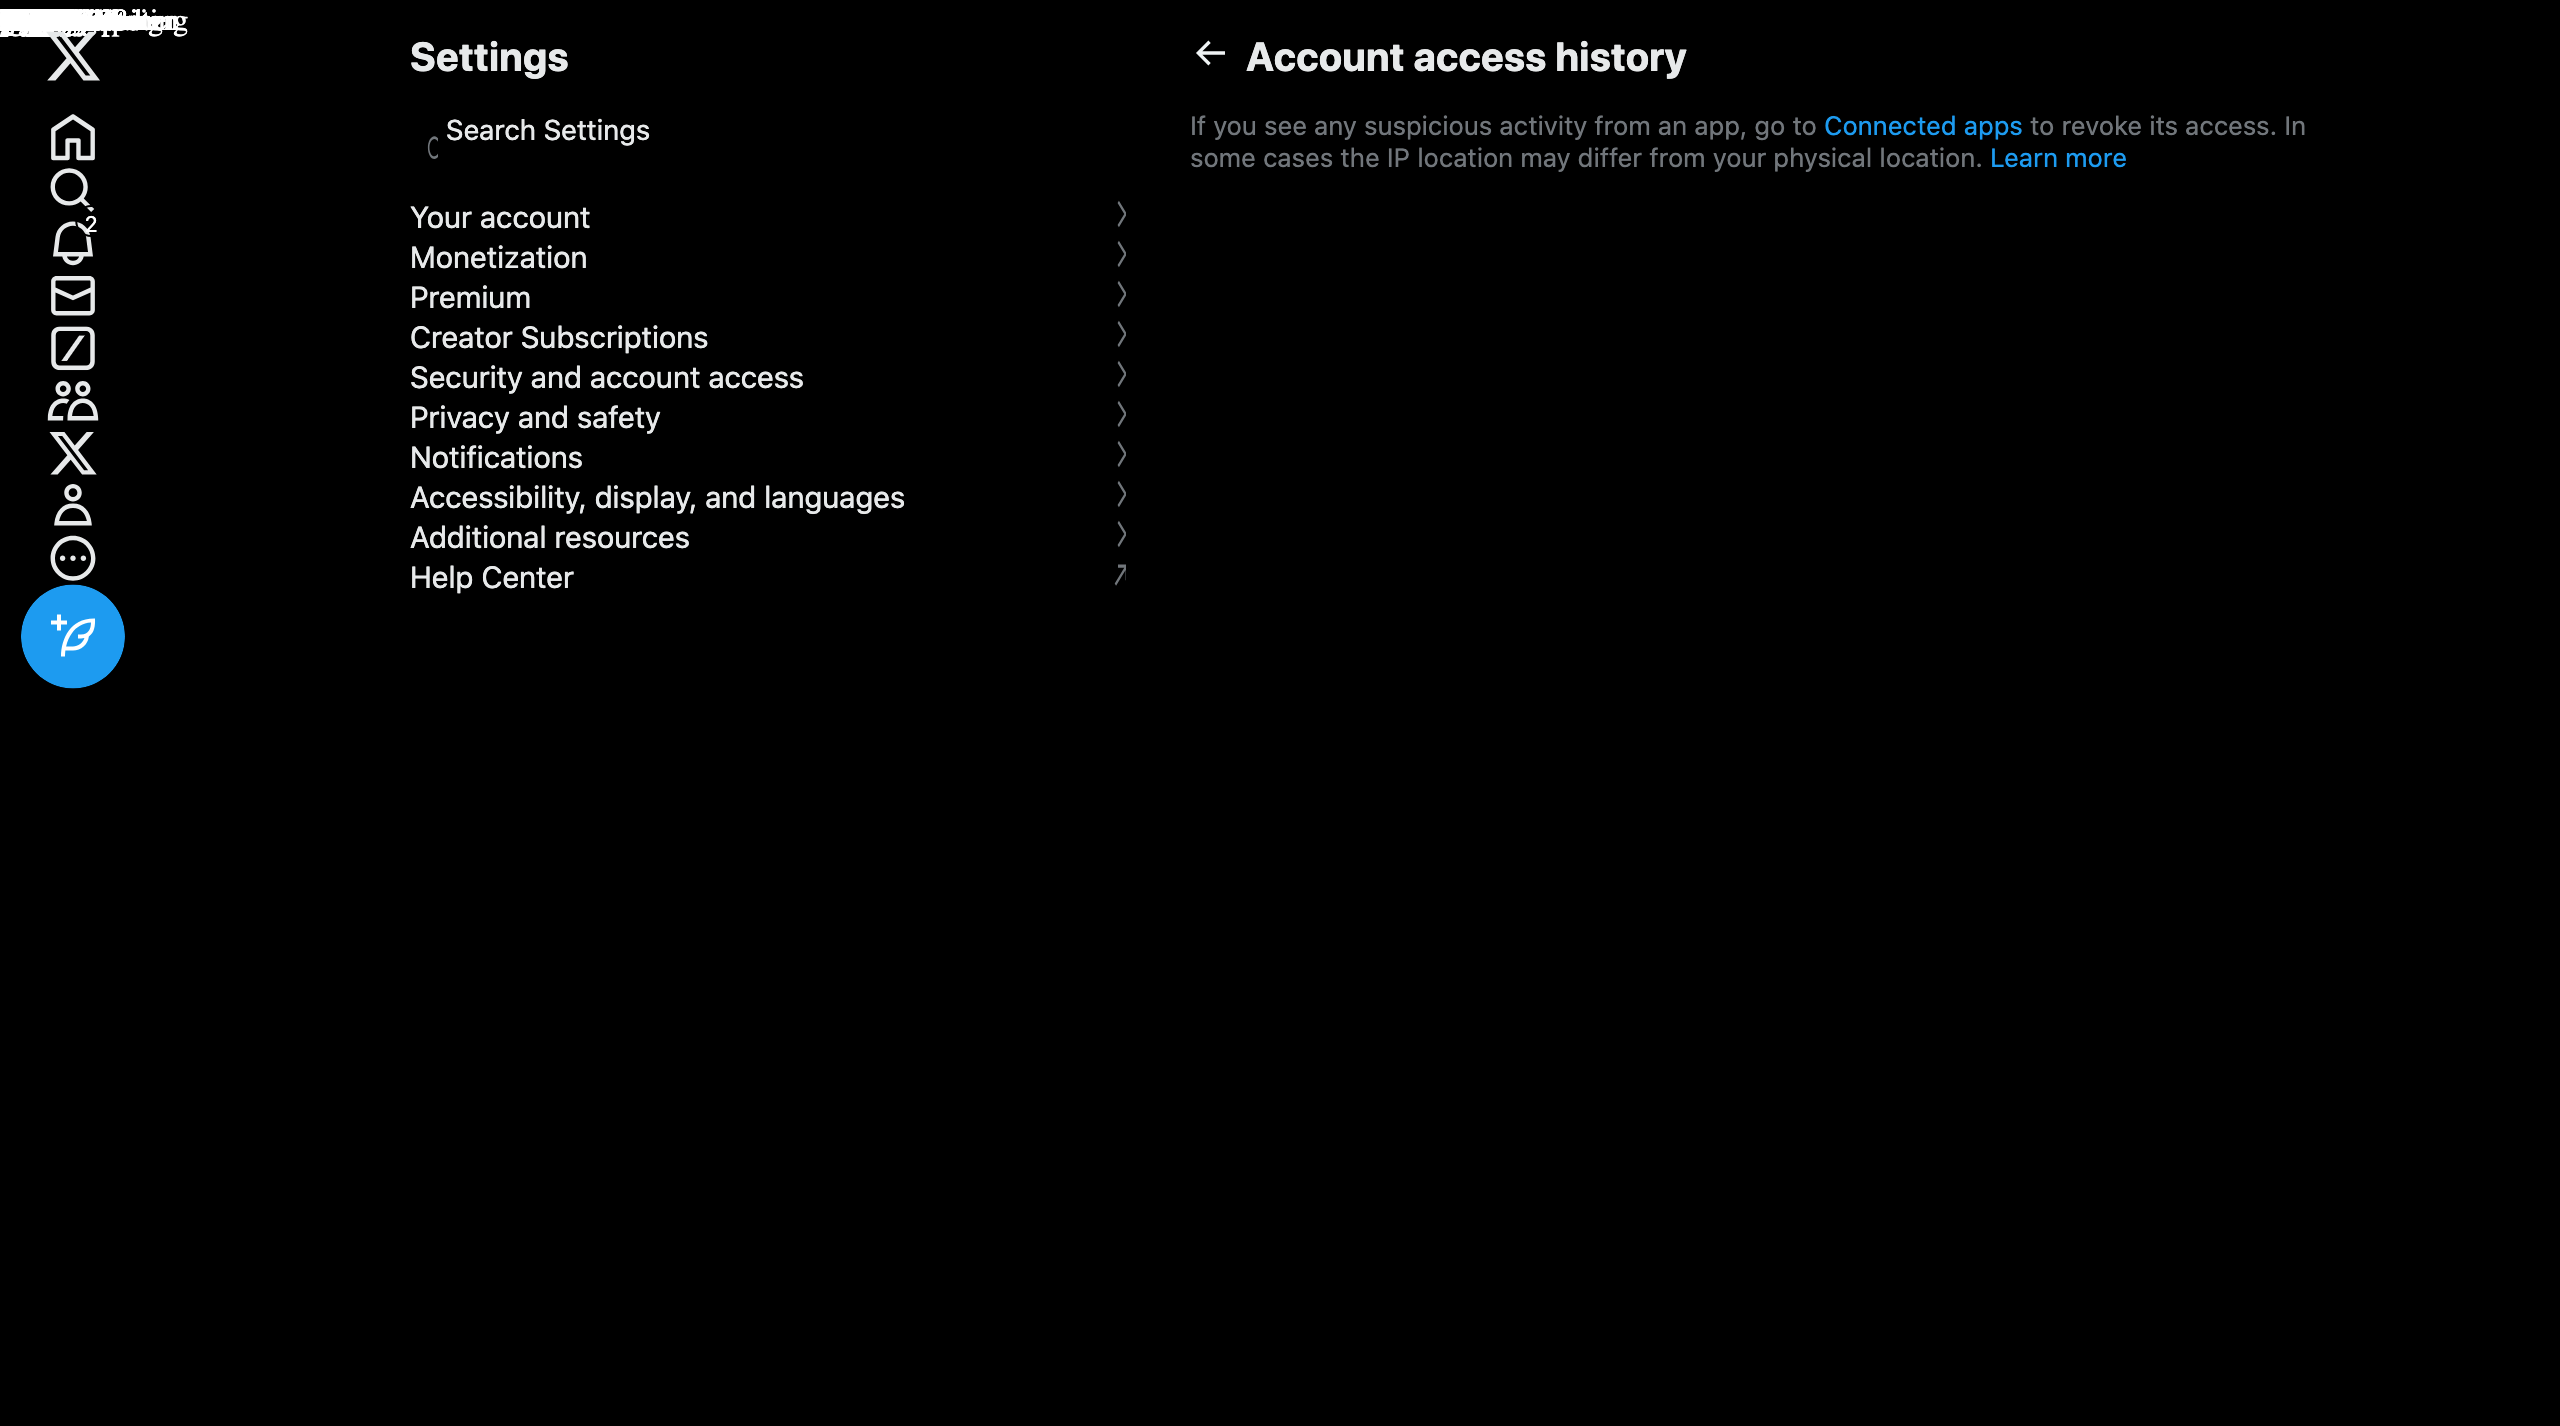 Settings
Search Settings
Your account
Monetization
Premium
Creator Subscriptions
Security and account access
Privacy and safety
Notifications
Accessibility, display, and languages
Additional resources
Help Center
2
Account access history
If you see any suspicious activity from an app, go to Connected apps to revoke its access. In
some cases the IP location may differ from your physical location. Learn more